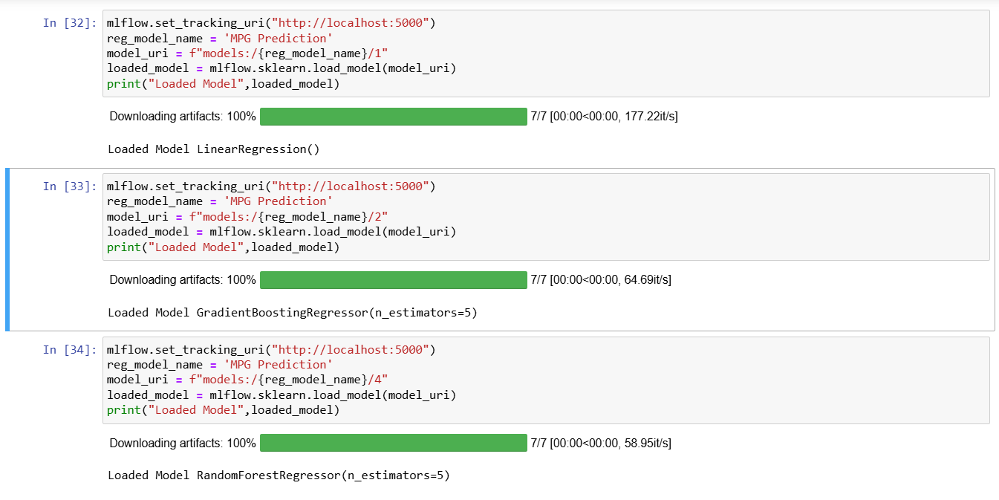 In [32]: mlflow.set_tracking_uri("http://localhost:5000")
reg_model_name = 'MPG Prediction'
model_uri = f"models:/{reg_model_name}/1"
loaded_model = mlflow.sklearn.load_model(model_uri)
print("Loaded Model",loaded_model)
Downloading artifacts: 100% 7/7 [00:00<00:00, 177.22it/s]
Loaded Model LinearRegression()
In [33]: mlflow.set_tracking_uri("http://localhost:5000")
reg_model_name = 'MPG Prediction'
model_uri = f"models:/{reg_model_name}/2"
loaded_model = mlflow.sklearn.load_model(model_uri)
print("Loaded Model",loaded_model)
Downloading artifacts: 100% 7/7 [00:00<00:00, 64.69it/s]
Loaded Model GradientBoostingRegressor(n_estimators=5)
In [34]: mlflow.set_tracking_uri("http://localhost:5000")
reg_model_name = 'MPG Prediction'
model_uri = f"models:/{reg_model_name}/4"
loaded_model = mlflow.sklearn.load_model(model_uri)
print("Loaded Model",loaded_model)
Downloading artifacts: 100% 7/7 [00:00<00:00, 58.95it/s]
Loaded Model RandomForestRegressor(n_estimators=5)